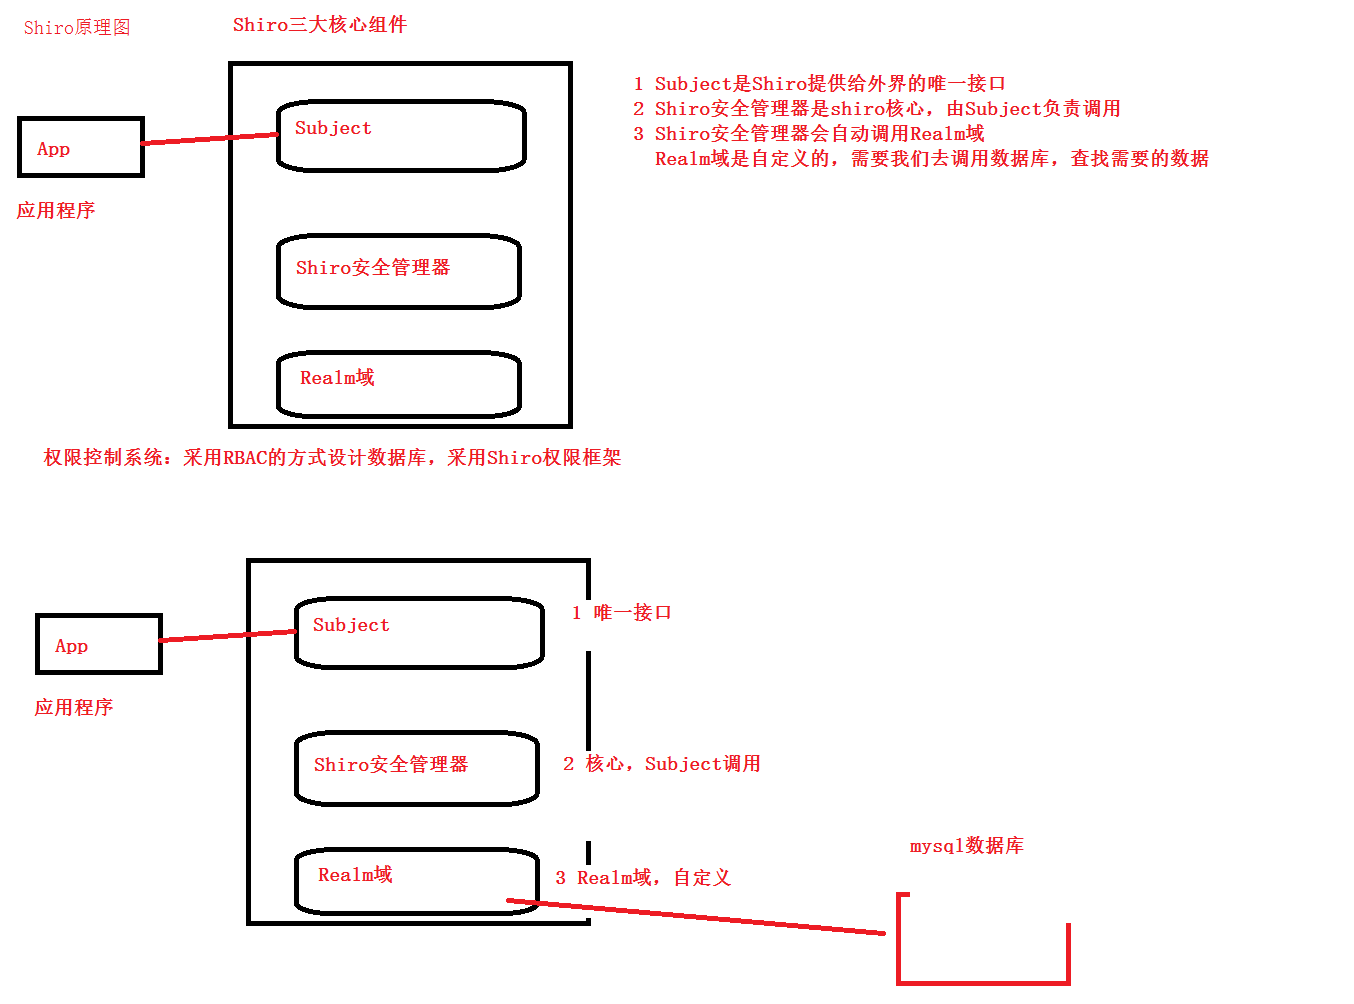 Shiro原理图
Shiro三大核心组件
1 Subject是Shiro提供给外界的唯一接口
2 Shiro安全管理器是shiro核心，由Subject负责调用
3 Shiro安全管理器会自动调用Realm域
Realm域是自定义的，需要我们去调用数据库，查找需要的数据
Subject
App
应用程序
Shiro安全管理器
Realm域
权限控制系统：采用RBAC的方式设计数据库，采用Shiro权限框架
Subject
1 唯一接口
App
应用程序
Shiro安全管理器
2 核心，Subject调用
mysql数据库
Realm域
3 Realm域，自定义